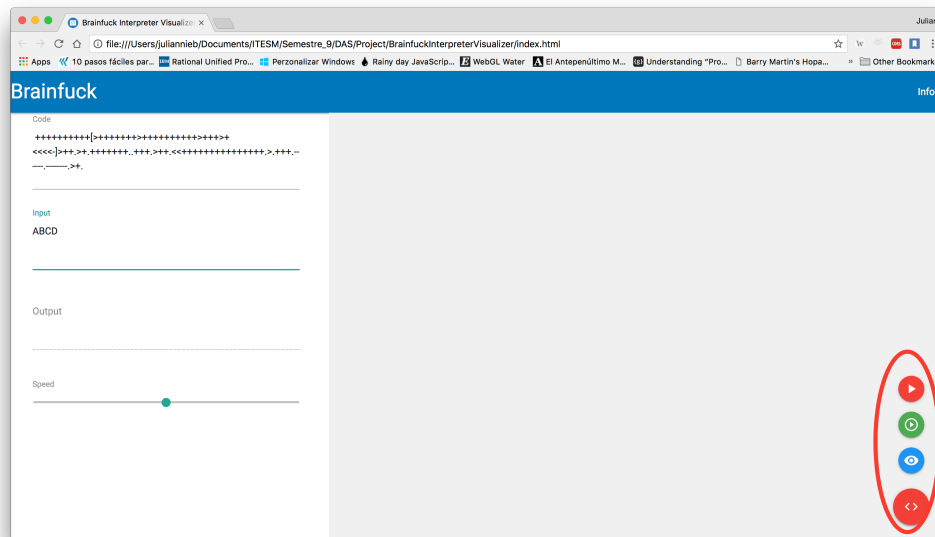 Brainfuck Interpreter Visualize
Julian
file:///Users/juliannieb/Documents/ITESM/Semestre_9/DAS/Project/BrainfuckInterpreterVisualizer/index.html
Apps 10 pasos fáciles par... Rational Unified Pro... Perzonalizar Windows Rainy day JavaScrip... WebGL Water El Antepenúltimo M... Understanding "Pro... Barry Martin's Hopa... » Other Bookmark
Brainfuck
Info
Code
++++++++++[>+++++++>++++++++++>+++>+
<<<<-]>++.>+.+++++++..+++.>++.<<+++++++++++++++.>.+++.--
----.--------.>+.
Input
ABCD
Output
Speed